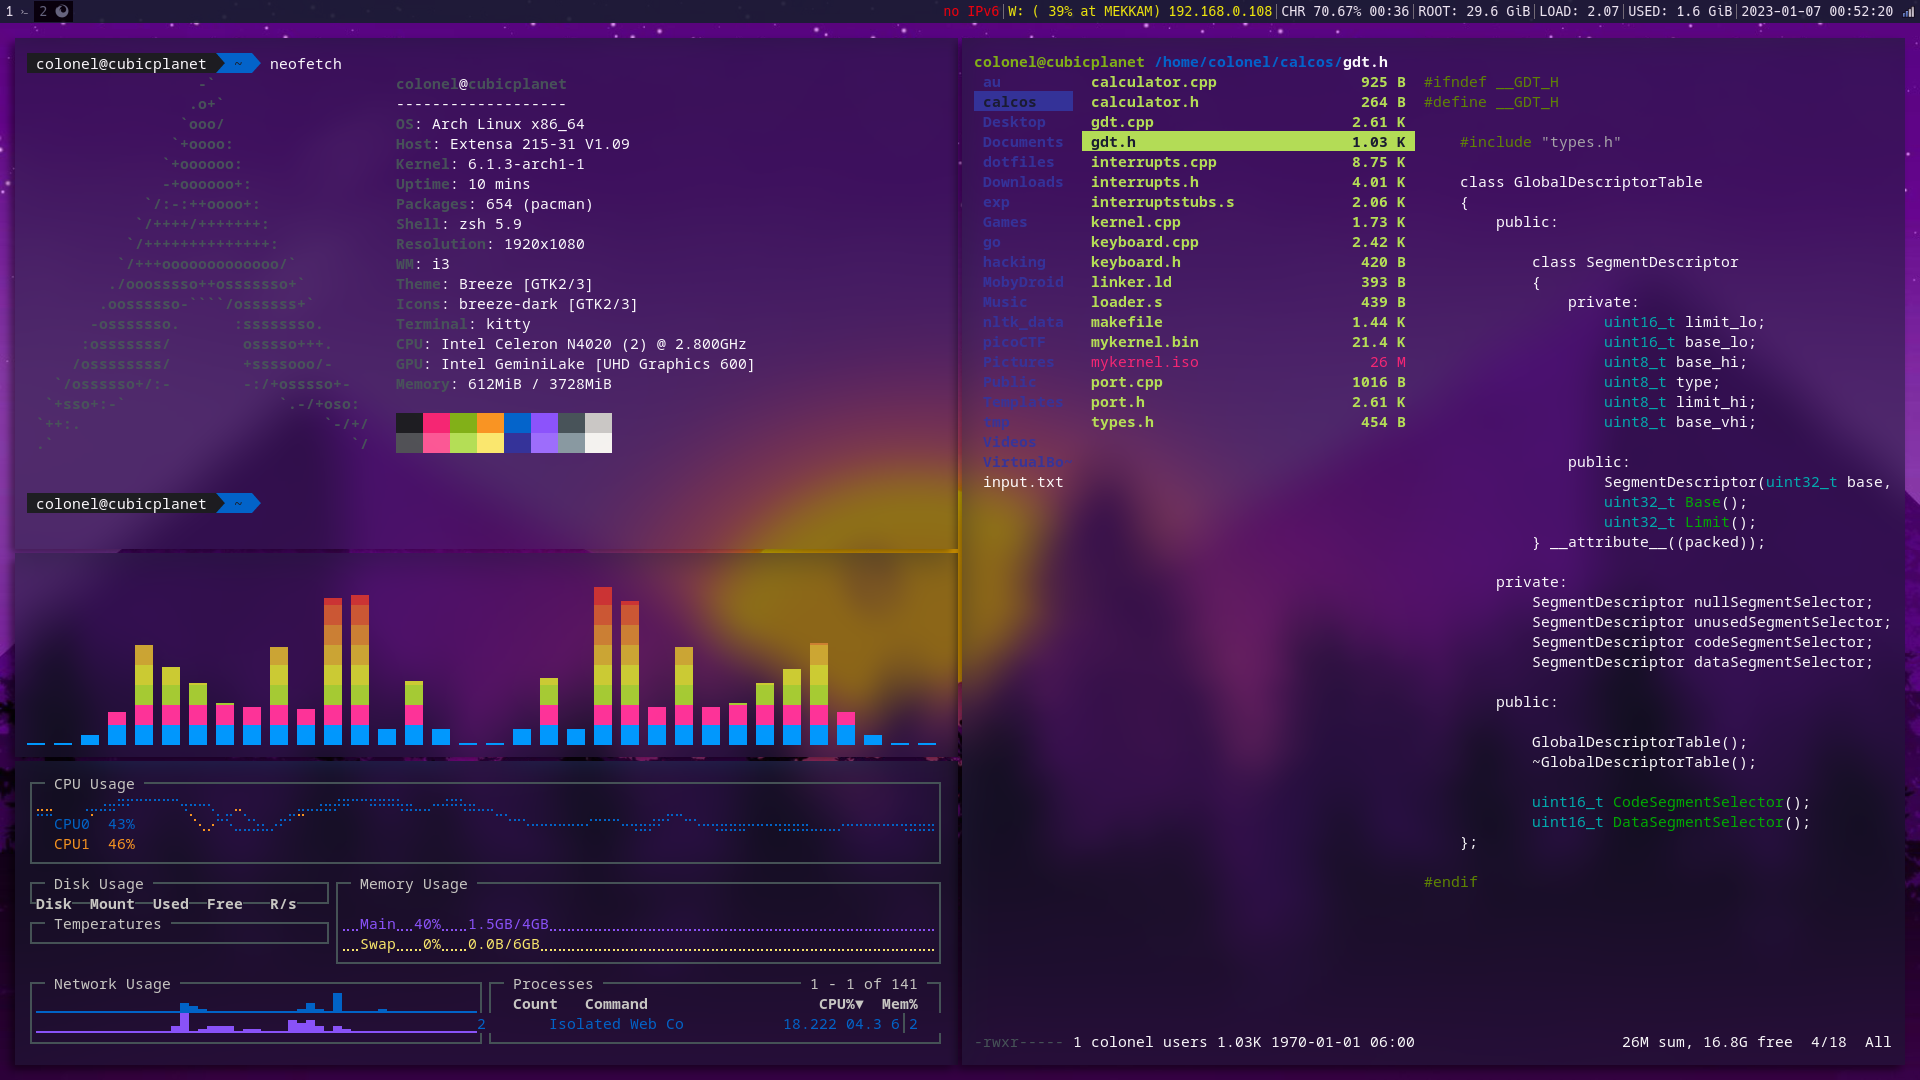 1 2 no IPv6|W: ( 39% at MEKKAM) 192.168.0.108|CHR 70.67% 00:36|ROOT: 29.6 GiB|LOAD: 2.07|USED: 1.6 GiB|2023-01-07 00:52:20
colonel@cubicplanet ~ neofetch
colonel@cubicplanet
-------------------
OS: Arch Linux x86_64
Host: Extensa 215-31 V1.09
Kernel: 6.1.3-arch1-1
Uptime: 10 mins
Packages: 654 (pacman)
Shell: zsh 5.9
Resolution: 1920x1080
WM: i3
Theme: Breeze [GTK2/3]
Icons: breeze-dark [GTK2/3]
Terminal: kitty
CPU: Intel Celeron N4020 (2) @ 2.800GHz
GPU: Intel GeminiLake [UHD Graphics 600]
Memory: 612MiB / 3728MiB
colonel@cubicplanet ~
CPU Usage
CPU0 43%
CPU1 46%
Disk Usage
Disk Mount Used Free R/s
Temperatures
Memory Usage
Main 40% 1.5GB/4GB
Swap 0% 0.0B/6GB
Network Usage
2
Processes 1 - 1 of 141
Count Command CPU%▼ Mem%
Isolated Web Co 18.222 04.3 6 2
colonel@cubicplanet /home/colonel/calcos/gdt.h
au
calcos
Desktop
Documents
dotfiles
Downloads
exp
Games
go
hacking
MobyDroid
Music
nltk_data
picoCTF
Pictures
Public
Templates
tmp
Videos
VirtualBo~
input.txt
calculator.cpp 925 B
calculator.h 264 B
gdt.cpp 2.61 K
gdt.h 1.03 K
interrupts.cpp 8.75 K
interrupts.h 4.01 K
interruptstubs.s 2.06 K
kernel.cpp 1.73 K
keyboard.cpp 2.42 K
keyboard.h 420 B
linker.ld 393 B
loader.s 439 B
makefile 1.44 K
mykernel.bin 21.4 K
mykernel.iso 26 M
port.cpp 1016 B
port.h 2.61 K
types.h 454 B
#ifndef __GDT_H
#define __GDT_H
#include "types.h"
class GlobalDescriptorTable
{
public:
class SegmentDescriptor
{
private:
uint16_t limit_lo;
uint16_t base_lo;
uint8_t base_hi;
uint8_t type;
uint8_t limit_hi;
uint8_t base_vhi;
public:
SegmentDescriptor(uint32_t base,
uint32_t Base();
uint32_t Limit();
} __attribute__((packed));
private:
SegmentDescriptor nullSegmentSelector;
SegmentDescriptor unusedSegmentSelector;
SegmentDescriptor codeSegmentSelector;
SegmentDescriptor dataSegmentSelector;
public:
GlobalDescriptorTable();
~GlobalDescriptorTable();
uint16_t CodeSegmentSelector();
uint16_t DataSegmentSelector();
};
#endif
-rwxr----- 1 colonel users 1.03K 1970-01-01 06:00 26M sum, 16.8G free 4/18 All